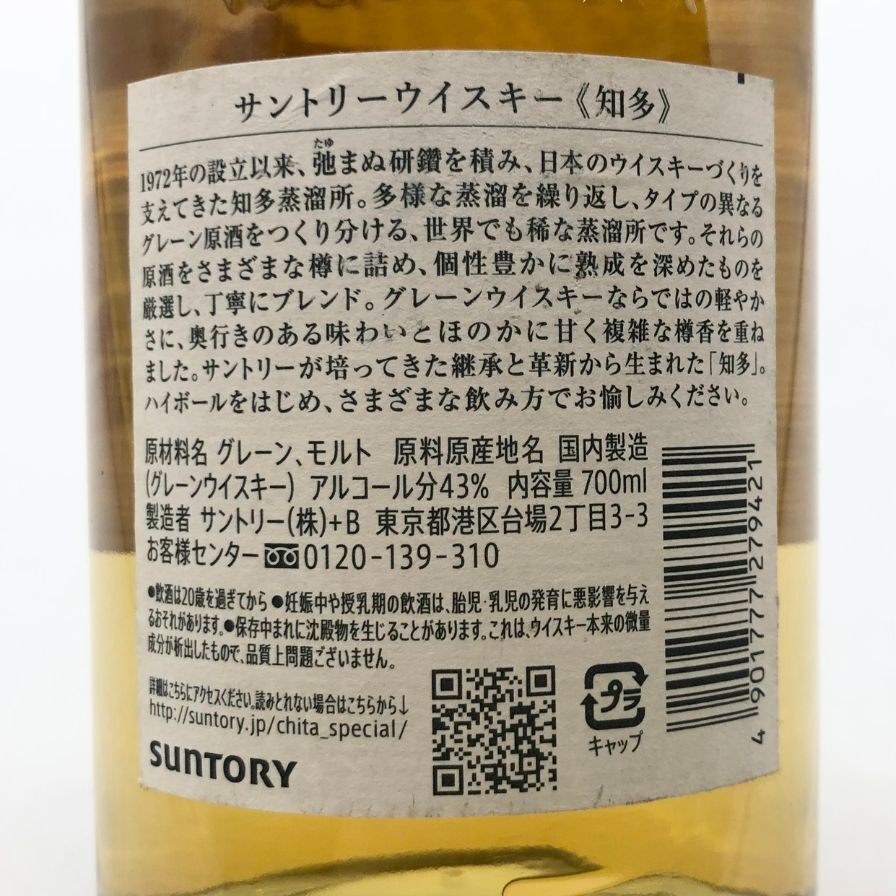 サントリーウイスキー《知多》
たゆ
1972年の設立以来、弛まぬ研鑽を積み、日本のウイスキーづくりを
支えてきた知多蒸溜所。多様な蒸溜を繰り返し、タイプの異なる
グレーン原酒をつくり分ける、世界でも稀な蒸溜所です。それらの
原酒をさまざまな樽に詰め、個性豊かに熟成を深めたものを
厳選し、丁寧にブレンド。グレーンウイスキーならではの軽やか
さに、奥行きのある味わいとほのかに甘く複雑な樽香を重ね
ました。サントリーが培ってきた継承と革新から生まれた「知多」。
ハイボールをはじめ、さまざまな飲み方でお愉しみください。
原材料名 グレーン、モルト 原料原産地名 国内製造
(グレーンウイスキー) アルコール分43% 内容量 700ml
製造者 サントリー(株)+B 東京都港区台場2丁目3-3
お客様センター 0120-139-310
●飲酒は20歳を過ぎてから ●妊娠中や授乳期の飲酒は、胎児・乳児の発育に悪影響を与え
るおそれがあります。●保存中まれに沈殿物を生じることがあります。これは、ウイスキー本来の微量
成分が析出したもので、品質上問題ございません。
詳細はこちらにアクセスください。読みとれない場合はこちらから↓
http://suntory.jp/chita_special/
SUNTORY
プラ
キャップ
4 901777 279421